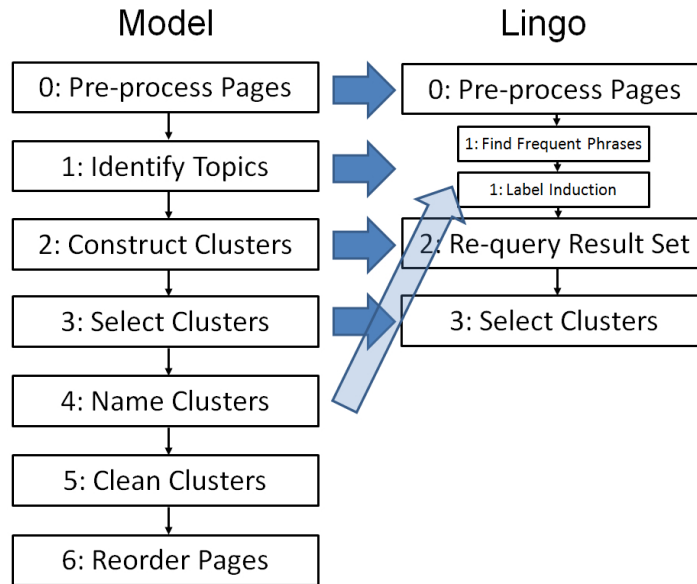 Model
0: Pre-process Pages
1: Identify Topics
2: Construct Clusters
3: Select Clusters
4: Name Clusters
5: Clean Clusters
6: Reorder Pages
Lingo
0: Pre-process Pages
1: Find Frequent Phrases
1: Label Induction
2: Re-query Result Set
3: Select Clusters